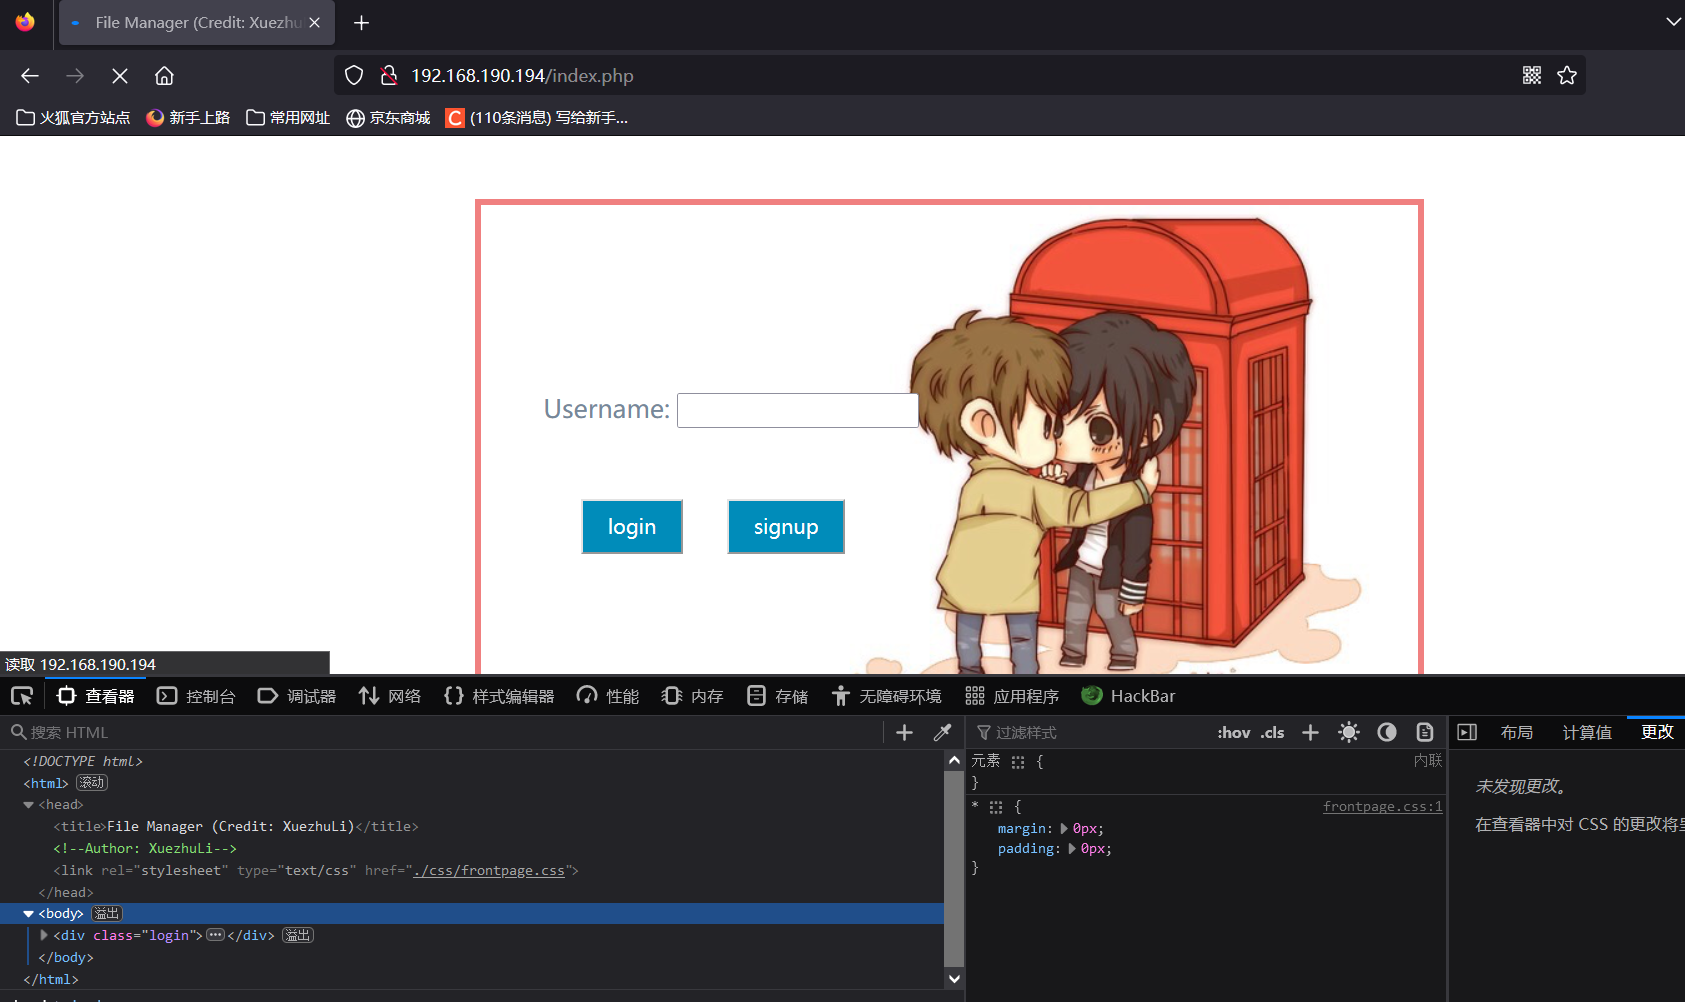 File Manager (Credit: Xuezhu
192.168.190.194/index.php
火狐官方站点 新手上路 常用网址 京东商城 C (110条消息) 写给新手...
Username:
login signup
读取 192.168.190.194
查看器 控制台 调试器 网络 {} 样式编辑器 性能 内存 存储 无障碍环境 应用程序 HackBar
搜索 HTML
<!DOCTYPE html>
<html> 滚动
<head>
<title>File Manager (Credit: XuezhuLi)</title>
<!--Author: XuezhuLi-->
<link rel="stylesheet" type="text/css" href="./css/frontpage.css">
</head>
<body> 溢出
<div class="login">…</div> 溢出
</body>
</html>
过滤样式 :hov .cls
元素 { 内联
}
* { frontpage.css:1
margin: 0px;
padding: 0px;
}
布局 计算值 更改
未发现更改。
在查看器中对 CSS 的更改将